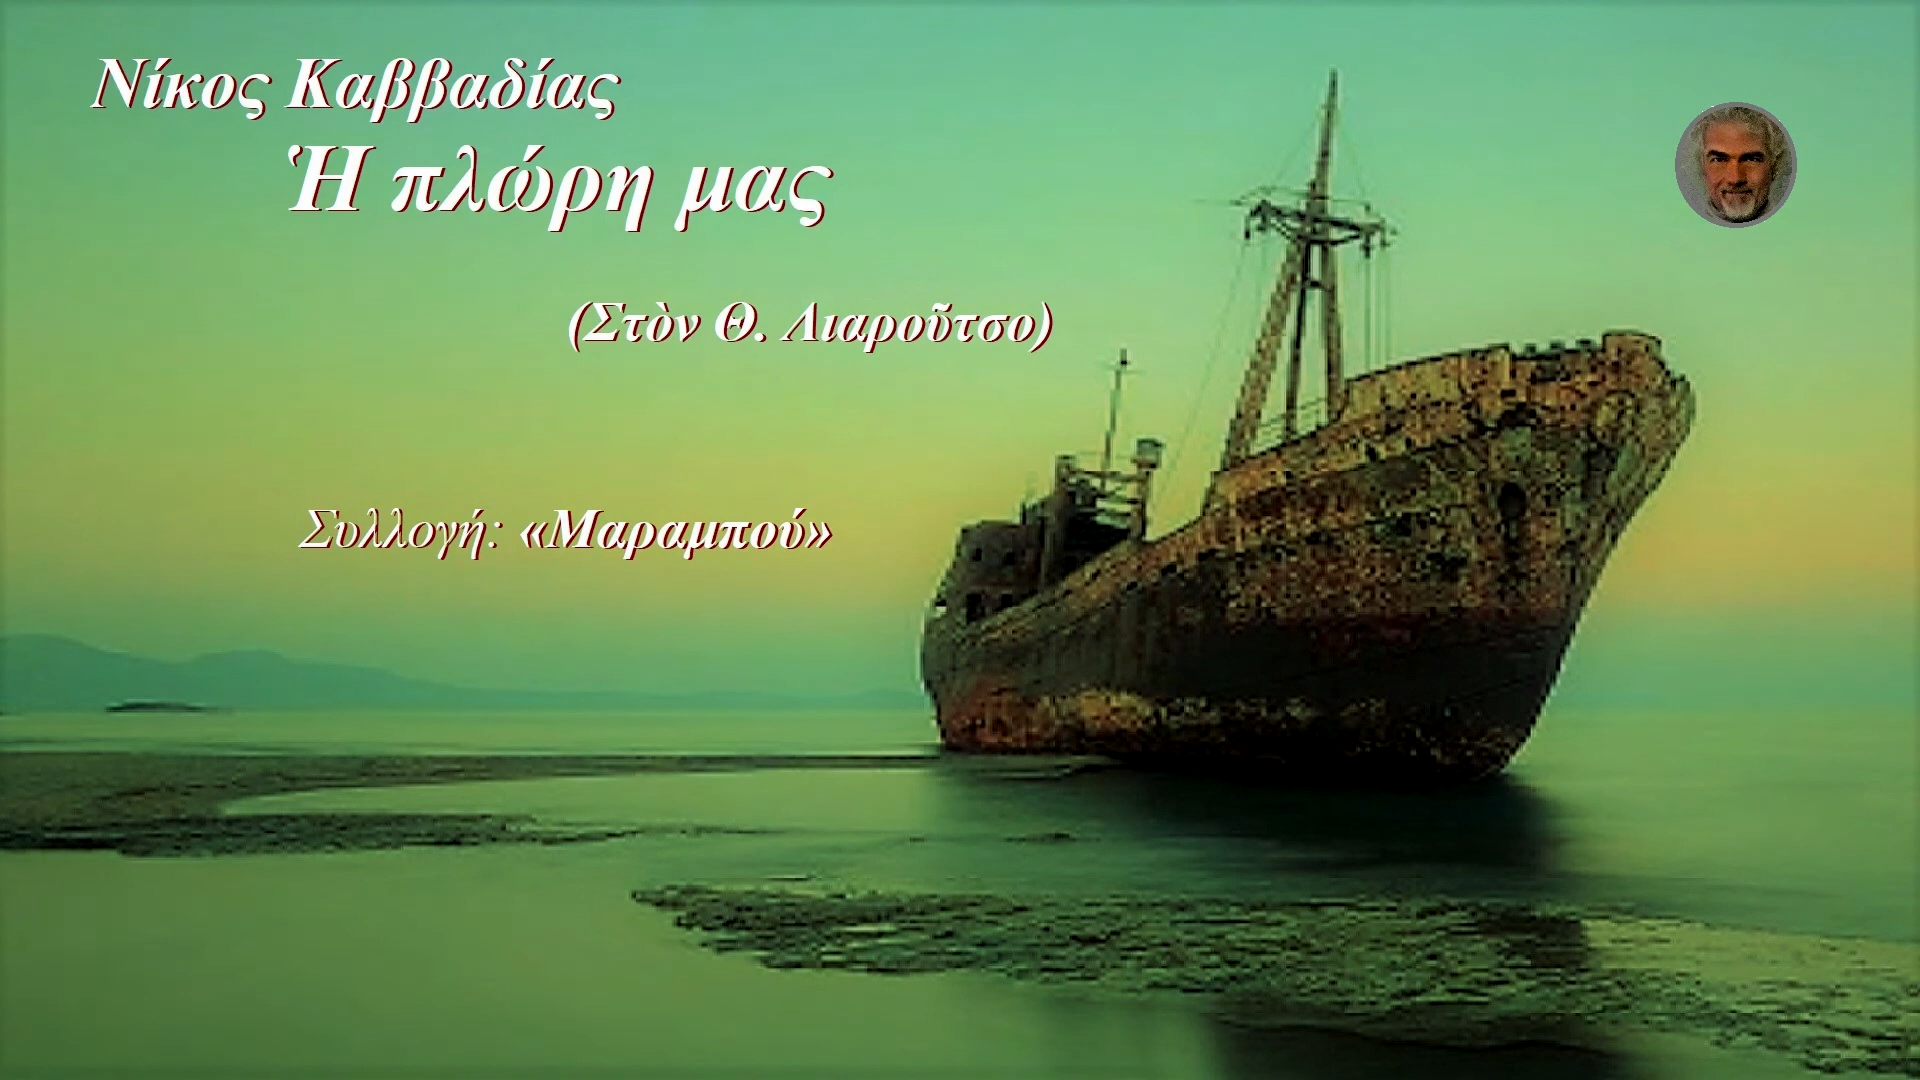 Νίκος Καββαδίας
Ἡ πλώρη μας
(Στὸν Θ. Λιαροῦτσο)
Συλλογή: «Μαραμπού»